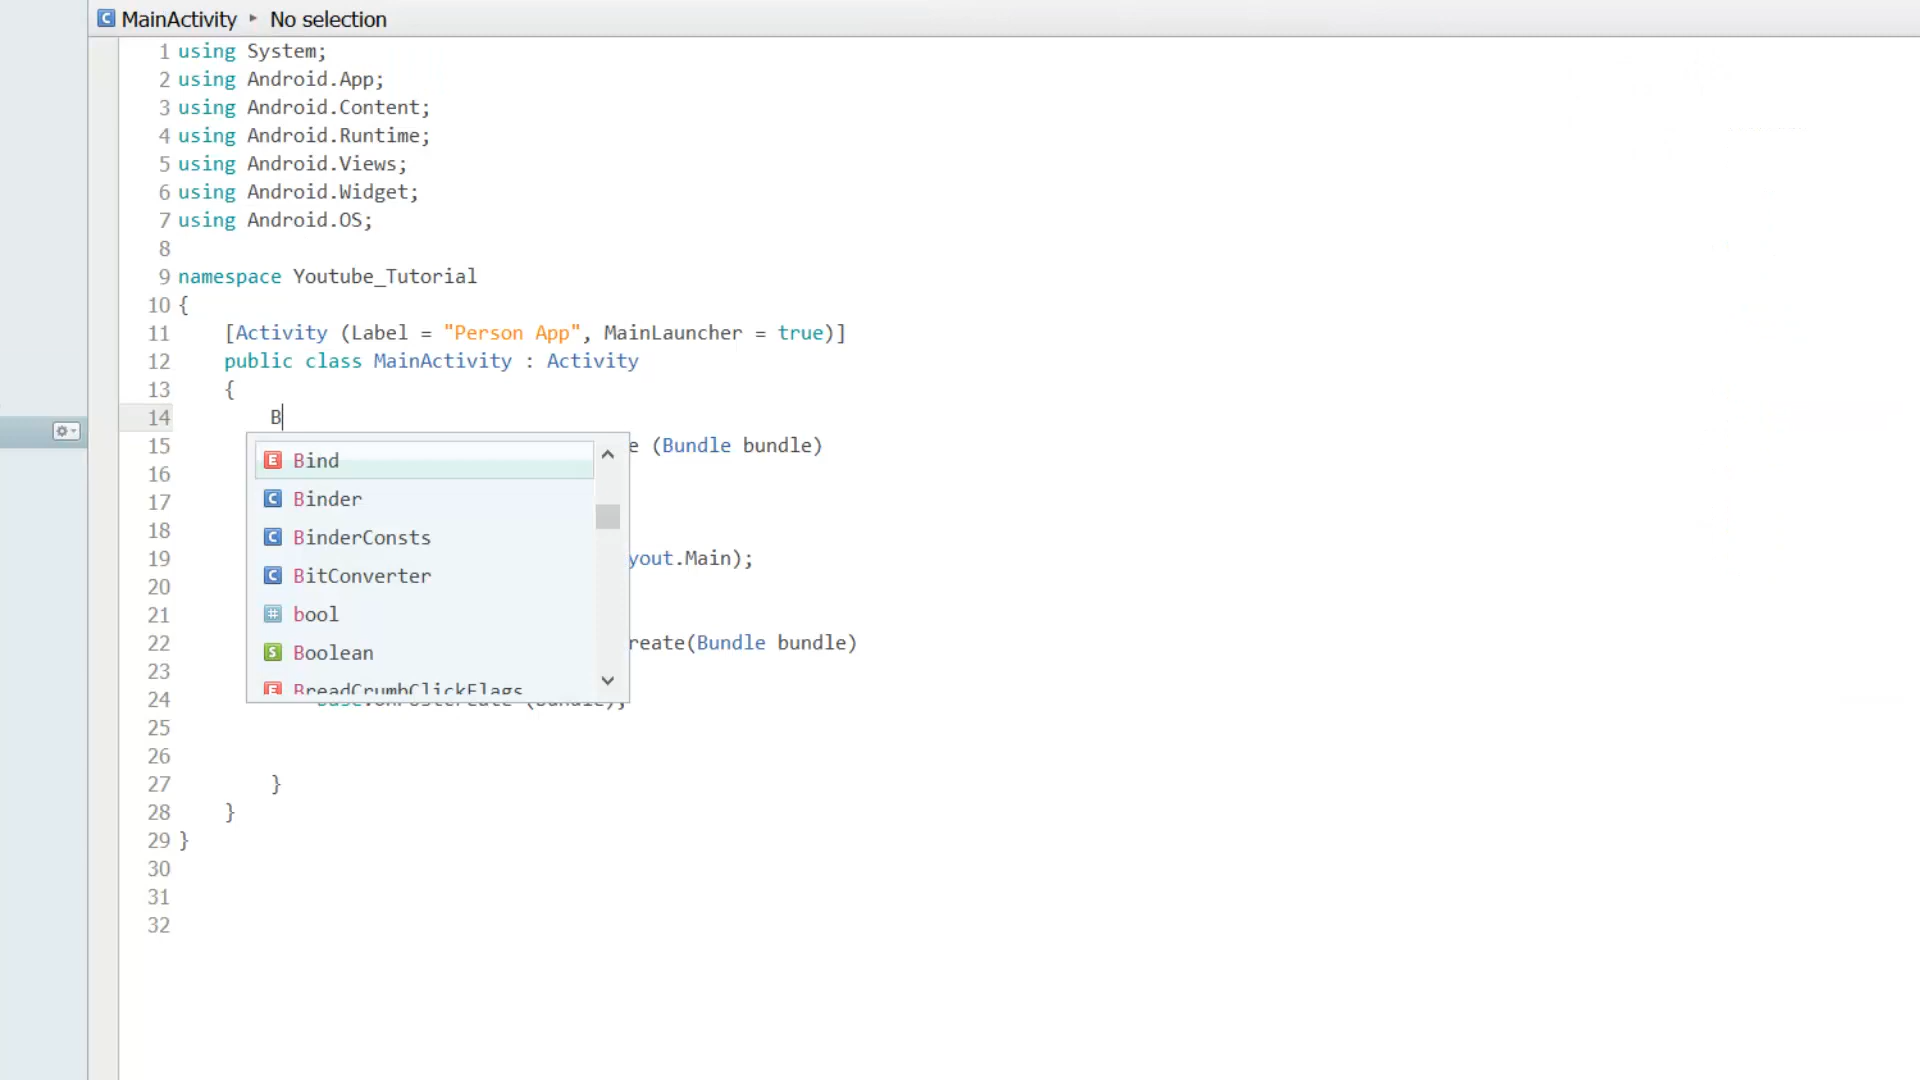 MainActivity ▸ No selection
1 using System;
2 using Android.App;
3 using Android.Content;
4 using Android.Runtime;
5 using Android.Views;
6 using Android.Widget;
7 using Android.OS;
8
9 namespace Youtube_Tutorial
10 {
11 [Activity (Label = "Person App", MainLauncher = true)]
12 public class MainActivity : Activity
13 {
14 B
15 e (Bundle bundle)
16
17
18
19 yout.Main);
20
21
22 reate(Bundle bundle)
23
24
25
26
27 }
28 }
29 }
30
31
32
E Bind
C Binder
C BinderConsts
C BitConverter
# bool
S Boolean
E BreadCrumbClickFlags